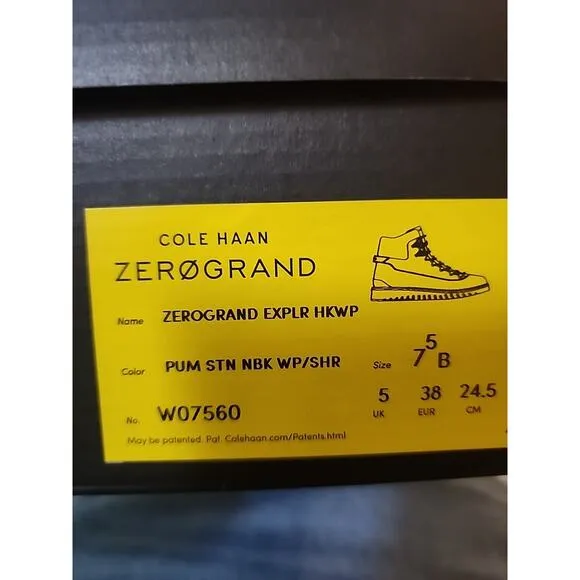 COLE HAAN
ZERØGRAND
Name ZEROGRAND EXPLR HKWP
Color PUM STN NBK WP/SHR Size 7 5 B
No. W07560 5 UK 38 EUR 24.5 CM
May be patented. Pat. Colehaan.com/Patents.html